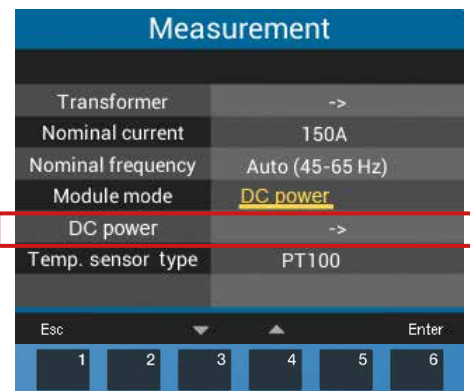 Measurement
Transformer ->
Nominal current 150A
Nominal frequency Auto (45-65 Hz)
Module mode DC power
DC power ->
Temp. sensor type PT100
Esc Enter
1 2 3 4 5 6